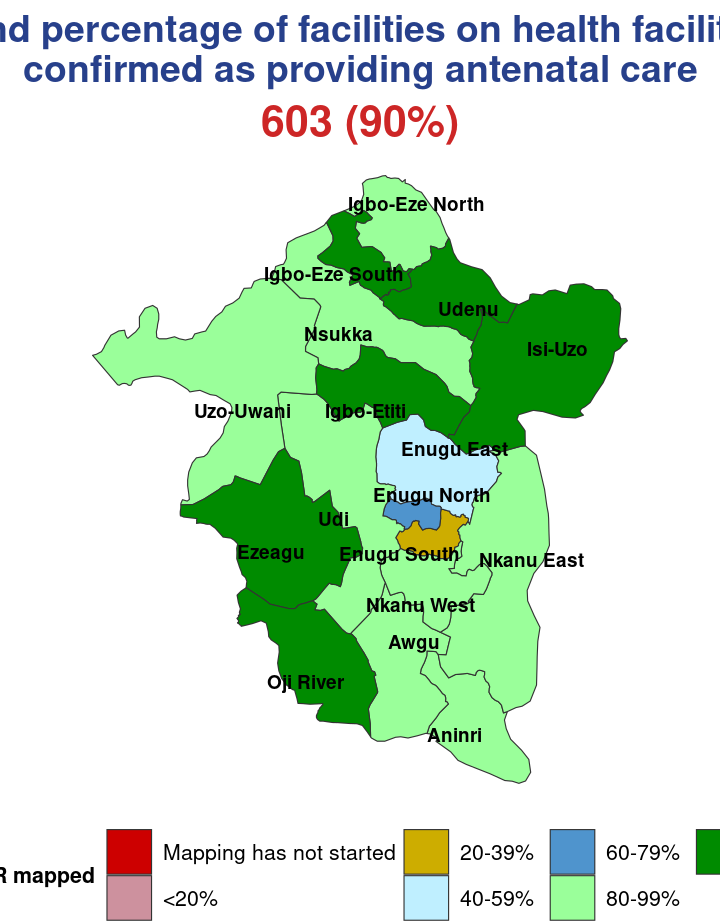 nd percentage of facilities on health facilit
confirmed as providing antenatal care
603 (90%)
Igbo-Eze North
Igbo-Eze South
Udenu
Nsukka
Isi-Uzo
Uzo-Uwani
Igbo-Etiti
Enugu East
Enugu North
Udi
Ezeagu
Enugu South
Nkanu East
Nkanu West
Awgu
Oji River
Aninri
R mapped
Mapping has not started
20-39%
60-79%
<20%
40-59%
80-99%